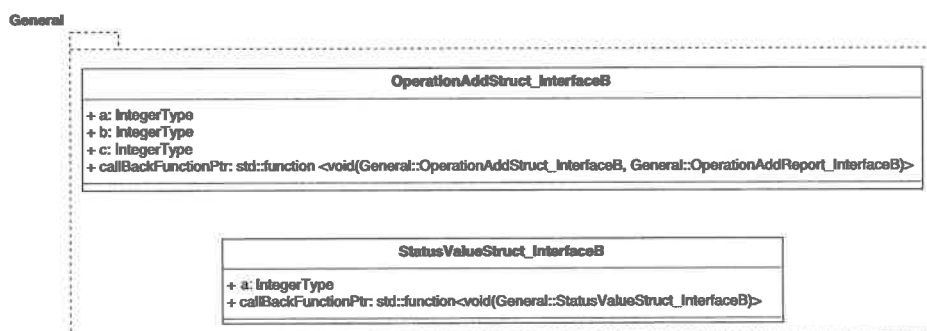 General
OperationAddStruct_InterfaceB
+ a: IntegerType
+ b: IntegerType
+ c: IntegerType
+ callBackFunctionPtr: std::function <void(General::OperationAddStruct_InterfaceB, General::OperationAddReport_InterfaceB)>
StatusValueStruct_InterfaceB
+ a: IntegerType
+ callBackFunctionPtr: std::function<void(General::StatusValueStruct_InterfaceB)>